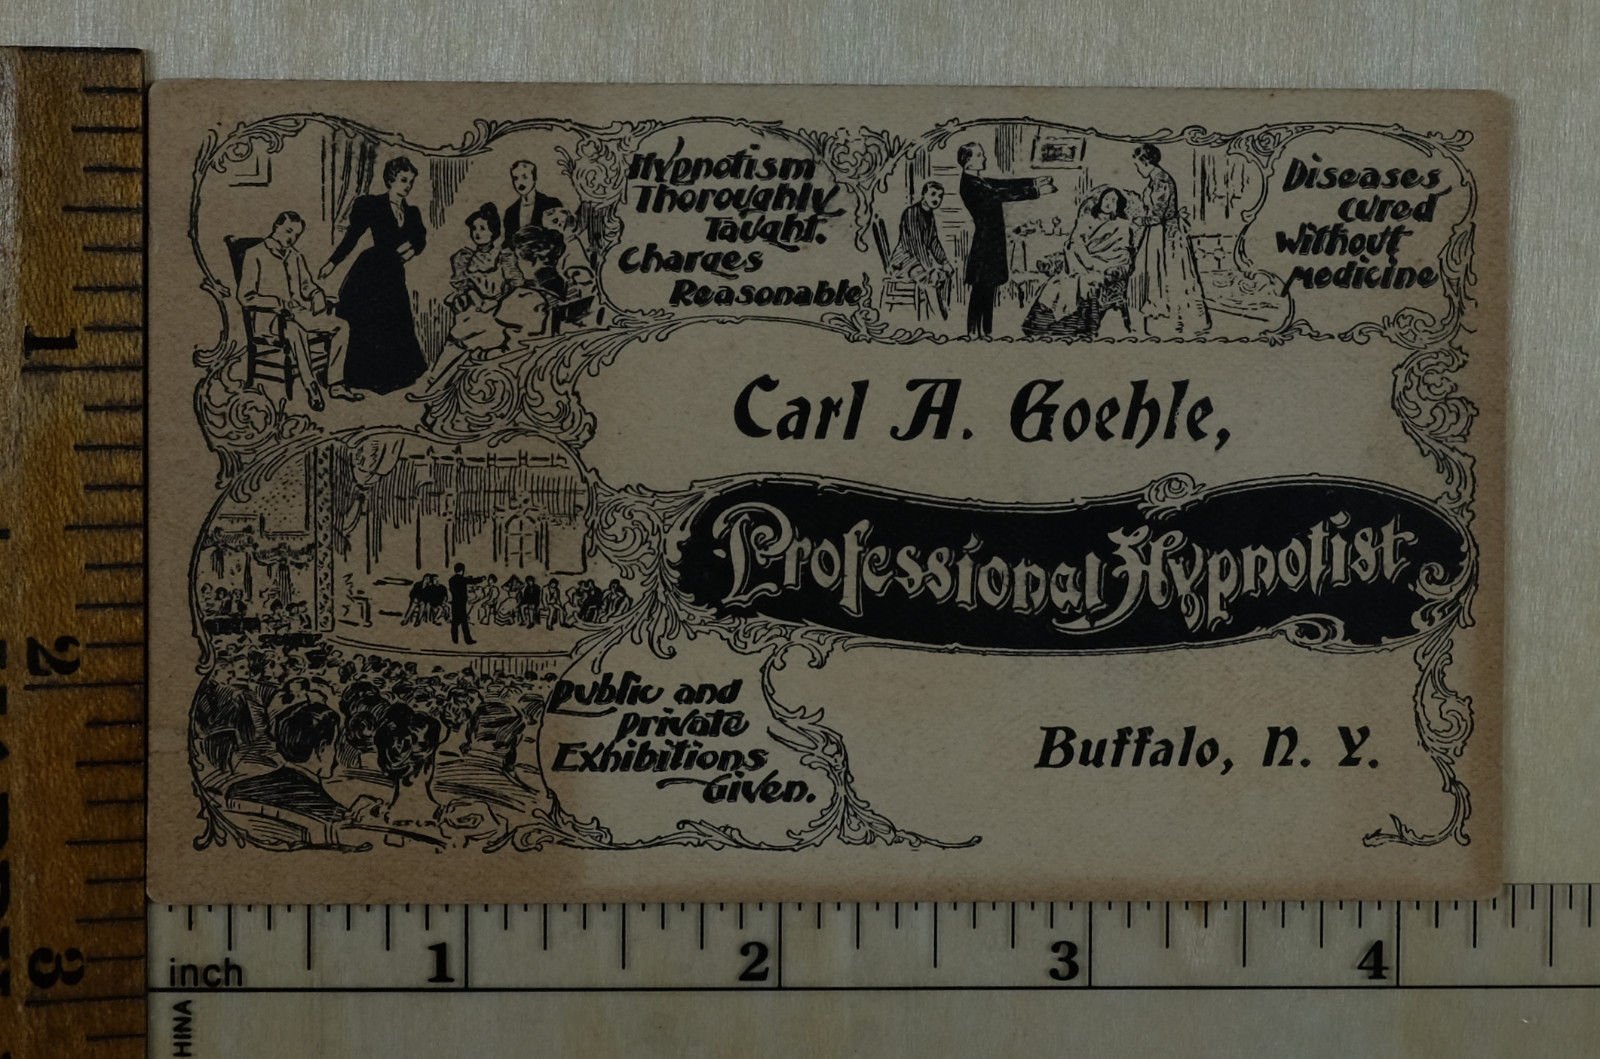 Hypnotism
Thoroughly
Taught.
Charges
Reasonable
Diseases
cured
without
medicine
Carl A. Goehle,
Professional Hypnotist
Public and
private
Exhibitions
Given.
Buffalo, N. Y.
1
2
3
inch 1 2 3 4
CHINA